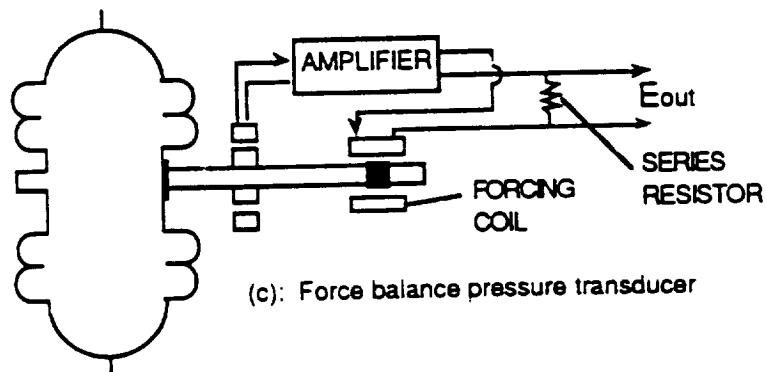 AMPLIFIER
Eout
SERIES
RESISTOR
FORCING
COIL
(c): Force balance pressure transducer